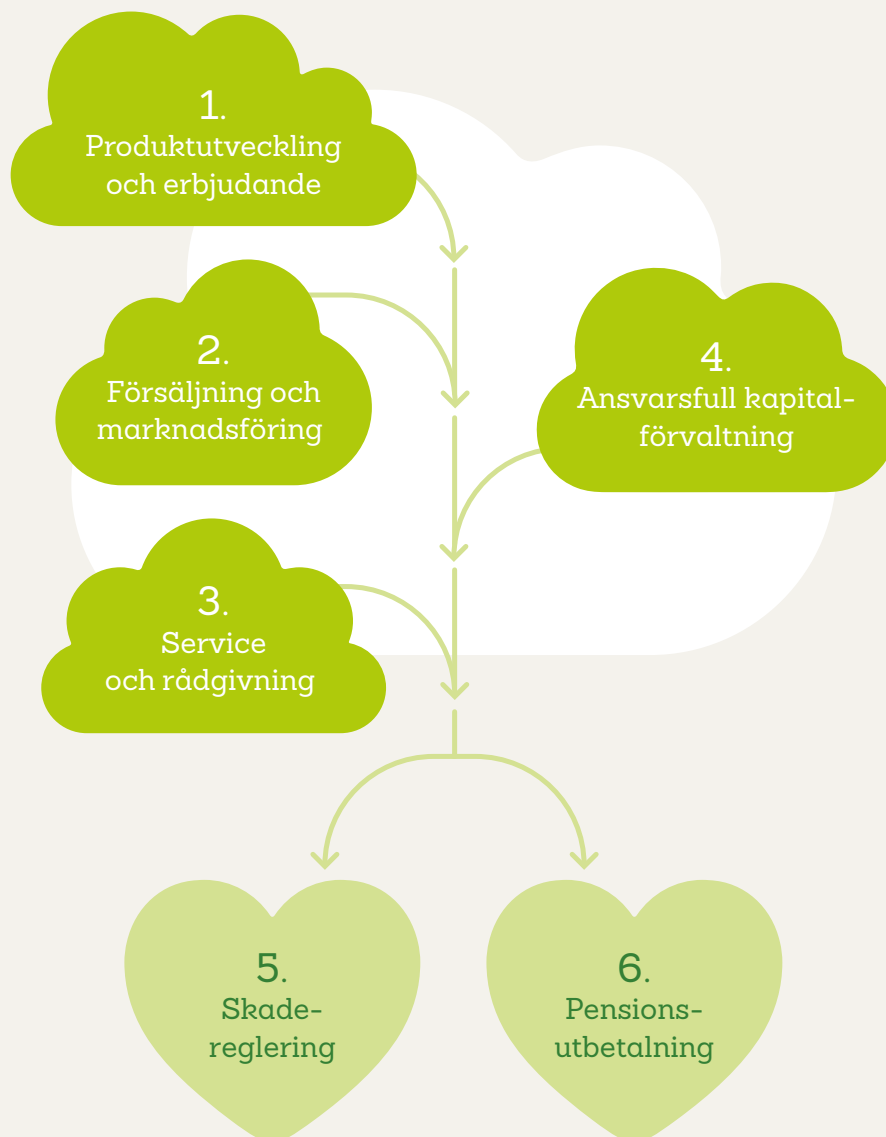 1.
Produktutveckling
och erbjudande
2.
Försäljning och
marknadsföring
3.
Service
och rådgivning
4.
Ansvarsfull kapital-
förvaltning
5.
Skade-
reglering
6.
Pensions-
utbetalning